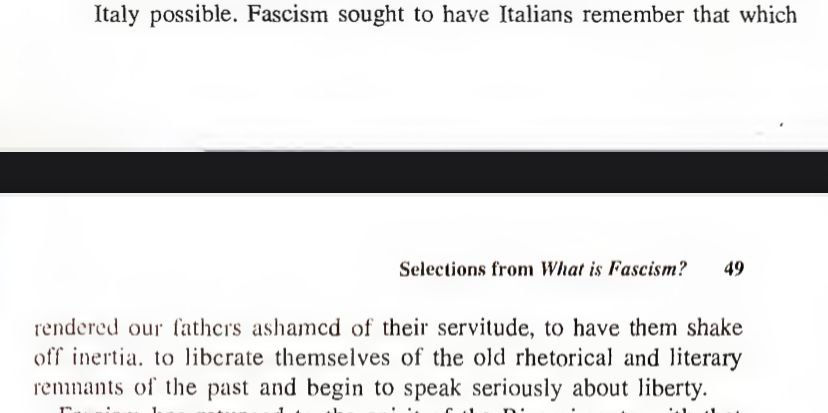 Italy possible. Fascism sought to have Italians remember that which
Selections from What is Fascism? 49
rendered our fathers ashamed of their servitude, to have them shake
off inertia. to liberate themselves of the old rhetorical and literary
remnants of the past and begin to speak seriously about liberty.